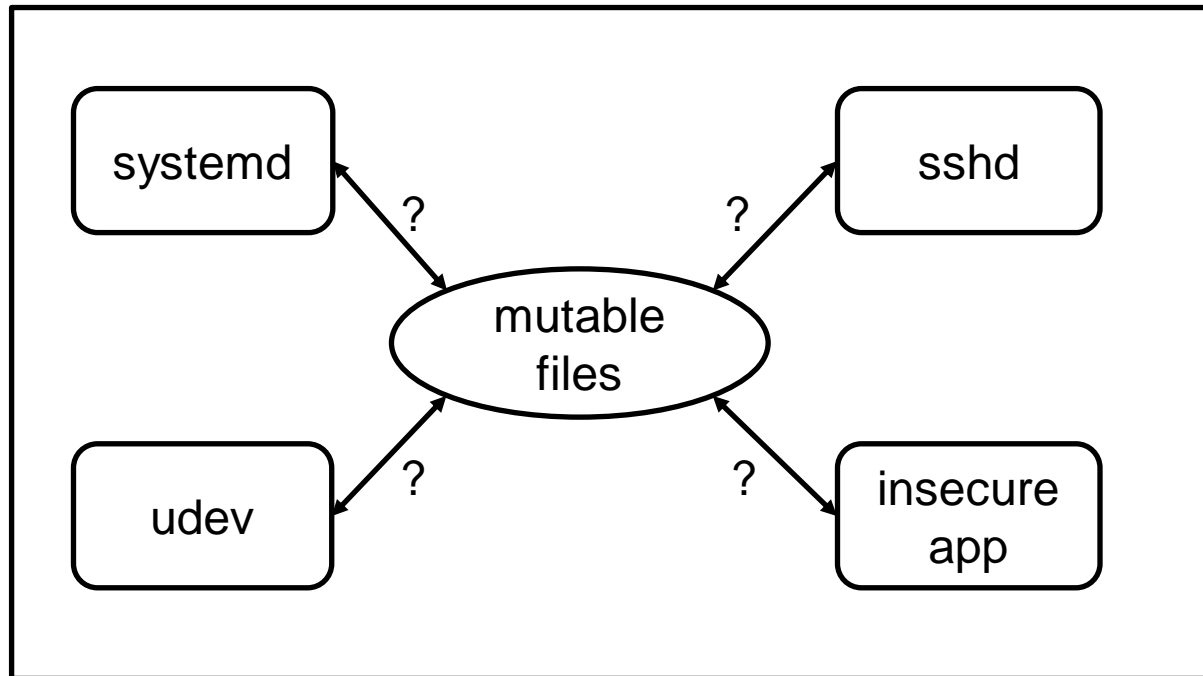 systemd
sshd
?
?
mutable
files
?
?
udev
insecure
app